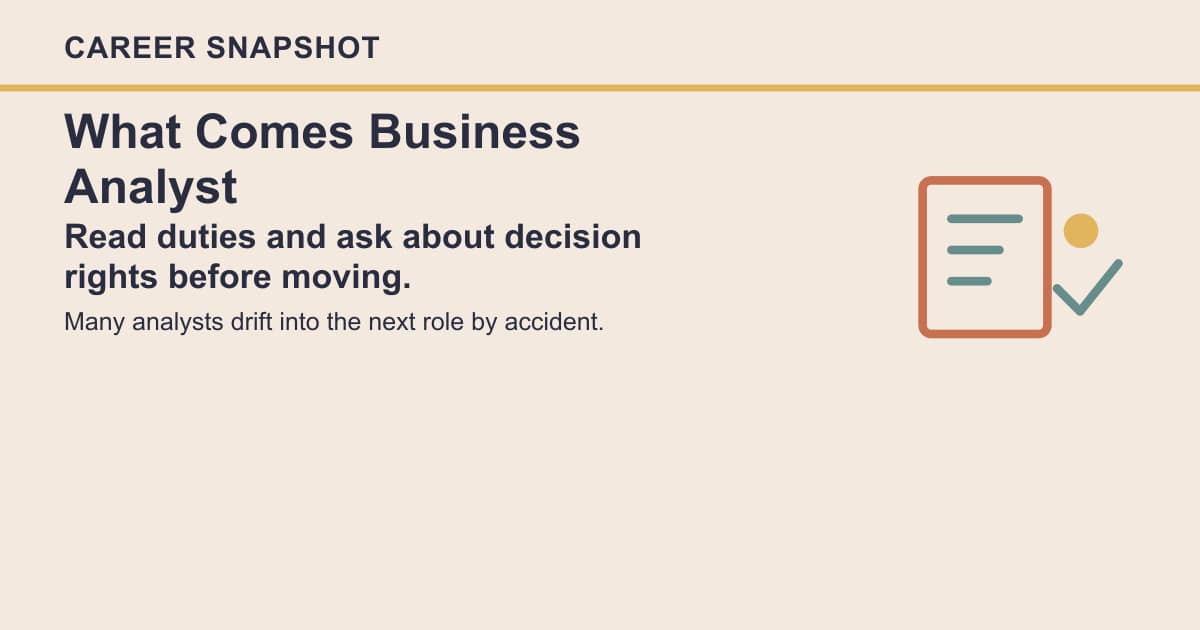 CAREER SNAPSHOT
What Comes Business
Analyst
Read duties and ask about decision
rights before moving.
Many analysts drift into the next role by accident.